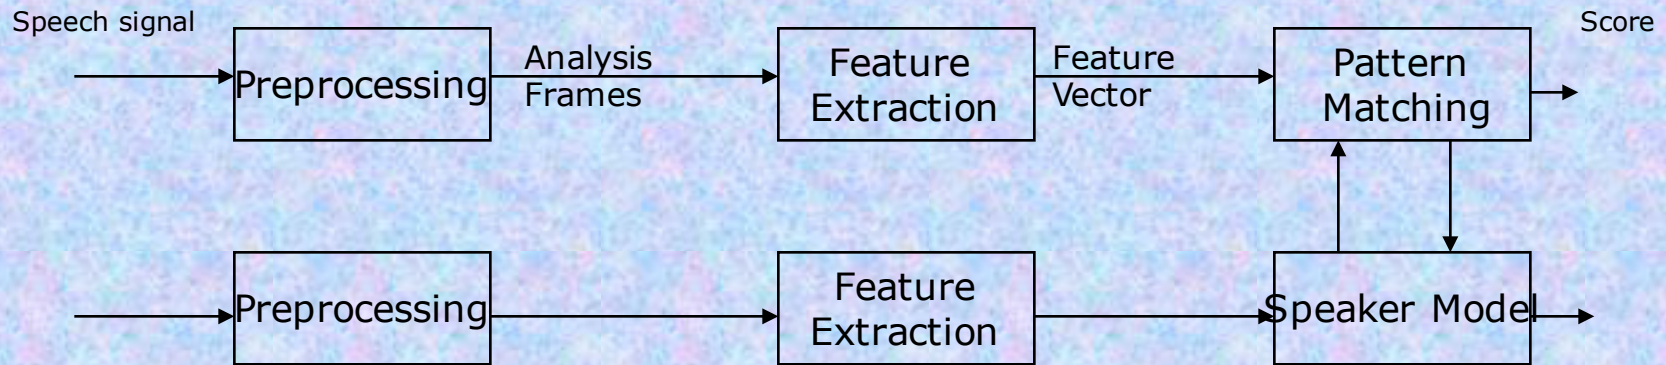 Speech signal
Score
Preprocessing
Analysis
Frames
Feature
Extraction
Feature
Vector
Pattern
Matching
Preprocessing
Feature
Extraction
Speaker Model